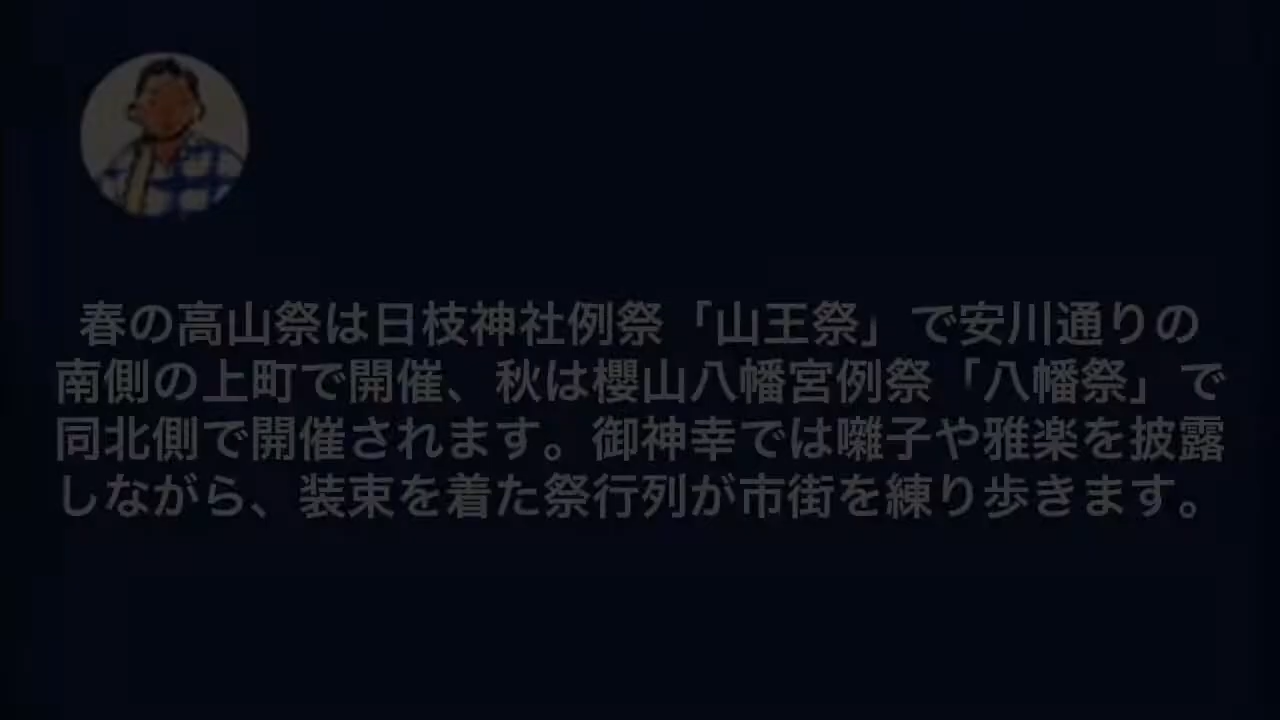 春の高山祭は日枝神社例祭「山王祭」で安川通りの
南側の上町で開催、秋は櫻山八幡宮例祭「八幡祭」で
同北側で開催されます。御神幸では囃子や雅楽を披露
しながら、装束を着た祭行列が市街を練り歩きます。